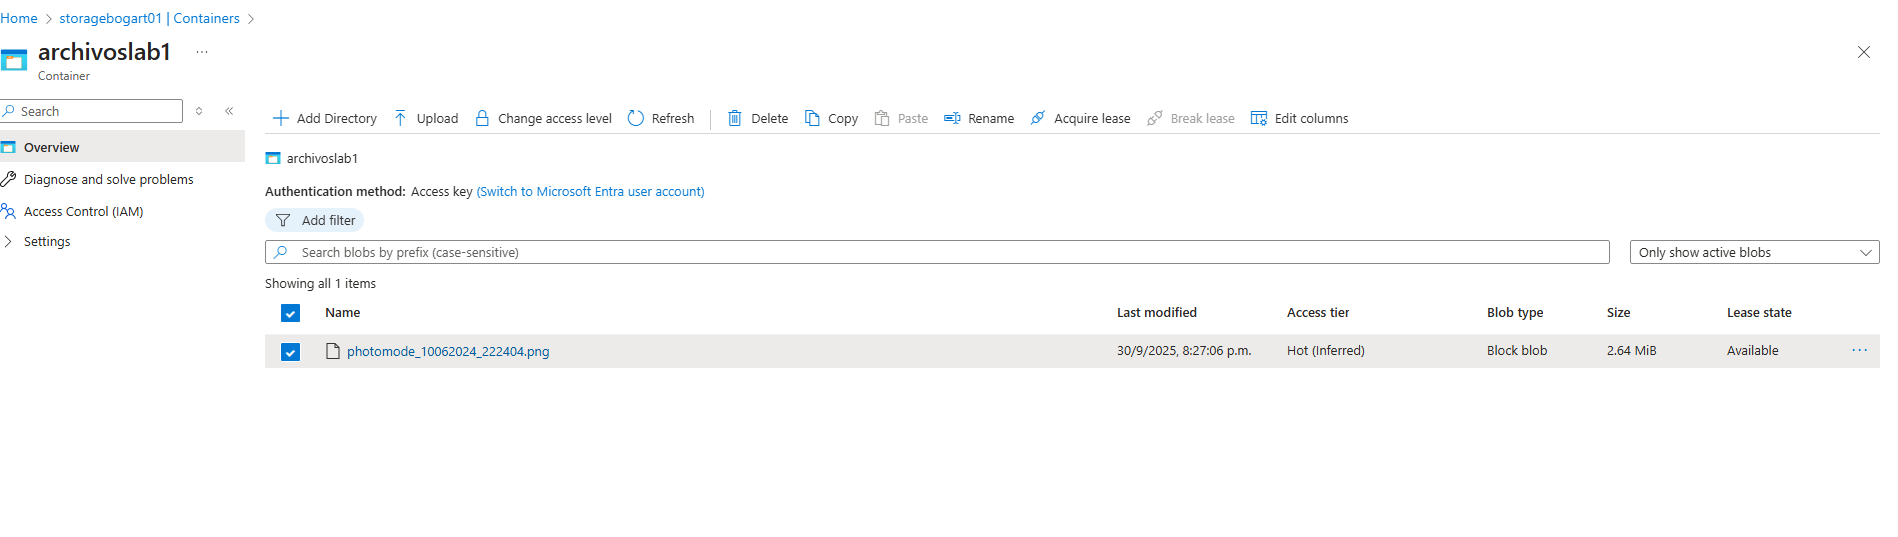 Home > storagebogart01 | Containers >
archivoslab1 ...
Container
Search
Overview
Diagnose and solve problems
Access Control (IAM)
Settings
Add Directory Upload Change access level Refresh Delete Copy Paste Rename Acquire lease Break lease Edit columns
archivoslab1
Authentication method: Access key (Switch to Microsoft Entra user account)
Add filter
Search blobs by prefix (case-sensitive) Only show active blobs
Showing all 1 items
Name Last modified Access tier Blob type Size Lease state
photomode_10062024_222404.png 30/9/2025, 8:27:06 p.m. Hot (Inferred) Block blob 2.64 MiB Available ...